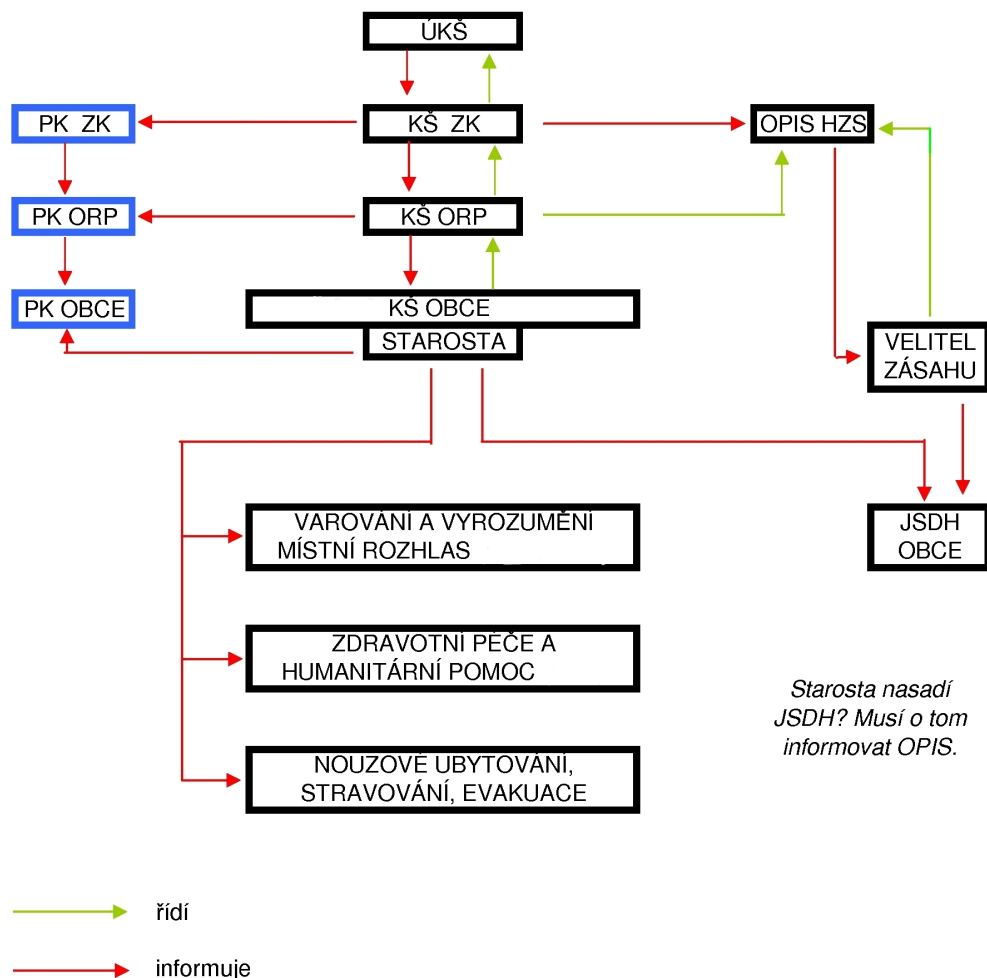 ÚKŠ
PK ZK
KŠ ZK
OPIS HZS
PK ORP
KŠ ORP
PK OBCE
KŠ OBCE
STAROSTA
VELITEL
ZÁSAHU
VAROVÁNÍ A VYROZUMĚNÍ
MÍSTNÍ ROZHLAS
JSDH
OBCE
ZDRAVOTNÍ PÉČE A
HUMANITÁRNÍ POMOC
Starosta nasadí
JSDH? Musí o tom
informovat OPIS.
NOUZOVÉ UBYTOVÁNÍ,
STRAVOVÁNÍ, EVAKUACE
řídí
informuje